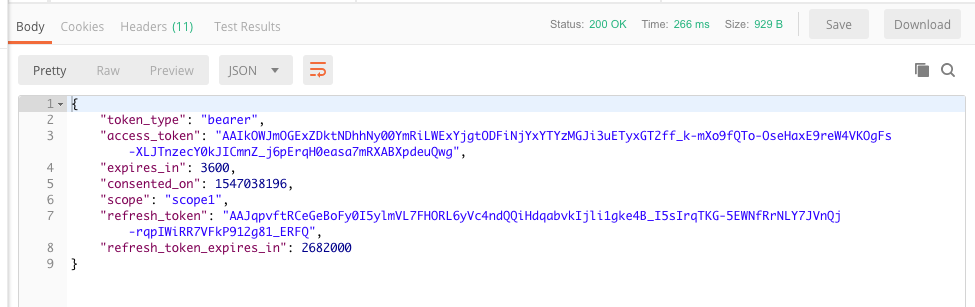 Body Cookies Headers (11) Test Results Status: 200 OK Time: 266 ms Size: 929 B Save Download
Pretty Raw Preview JSON
1 {
2 "token_type": "bearer",
3 "access_token": "AAIkOWJmOGExZDktNDhhNy00YmRiLWExYjgtODFiNjYxYTYzMGJi3uETyxGT2ff_k-mXo9fQTo-OseHaxE9reW4VKOgFs
-XLJTnzecY0kJICmnZ_j6pErqH0easa7mRXABXpdeuQwg",
4 "expires_in": 3600,
5 "consented_on": 1547038196,
6 "scope": "scope1",
7 "refresh_token": "AAJqpvftRCeGeBoFy0I5ylmVL7FHORL6yVc4ndQQiHdqabvkIjli1gke4B_I5sIrqTKG-5EWNfRrNLY7JVnQj
-rqpIWiRR7VFkP912g81_ERFQ",
8 "refresh_token_expires_in": 2682000
9 }